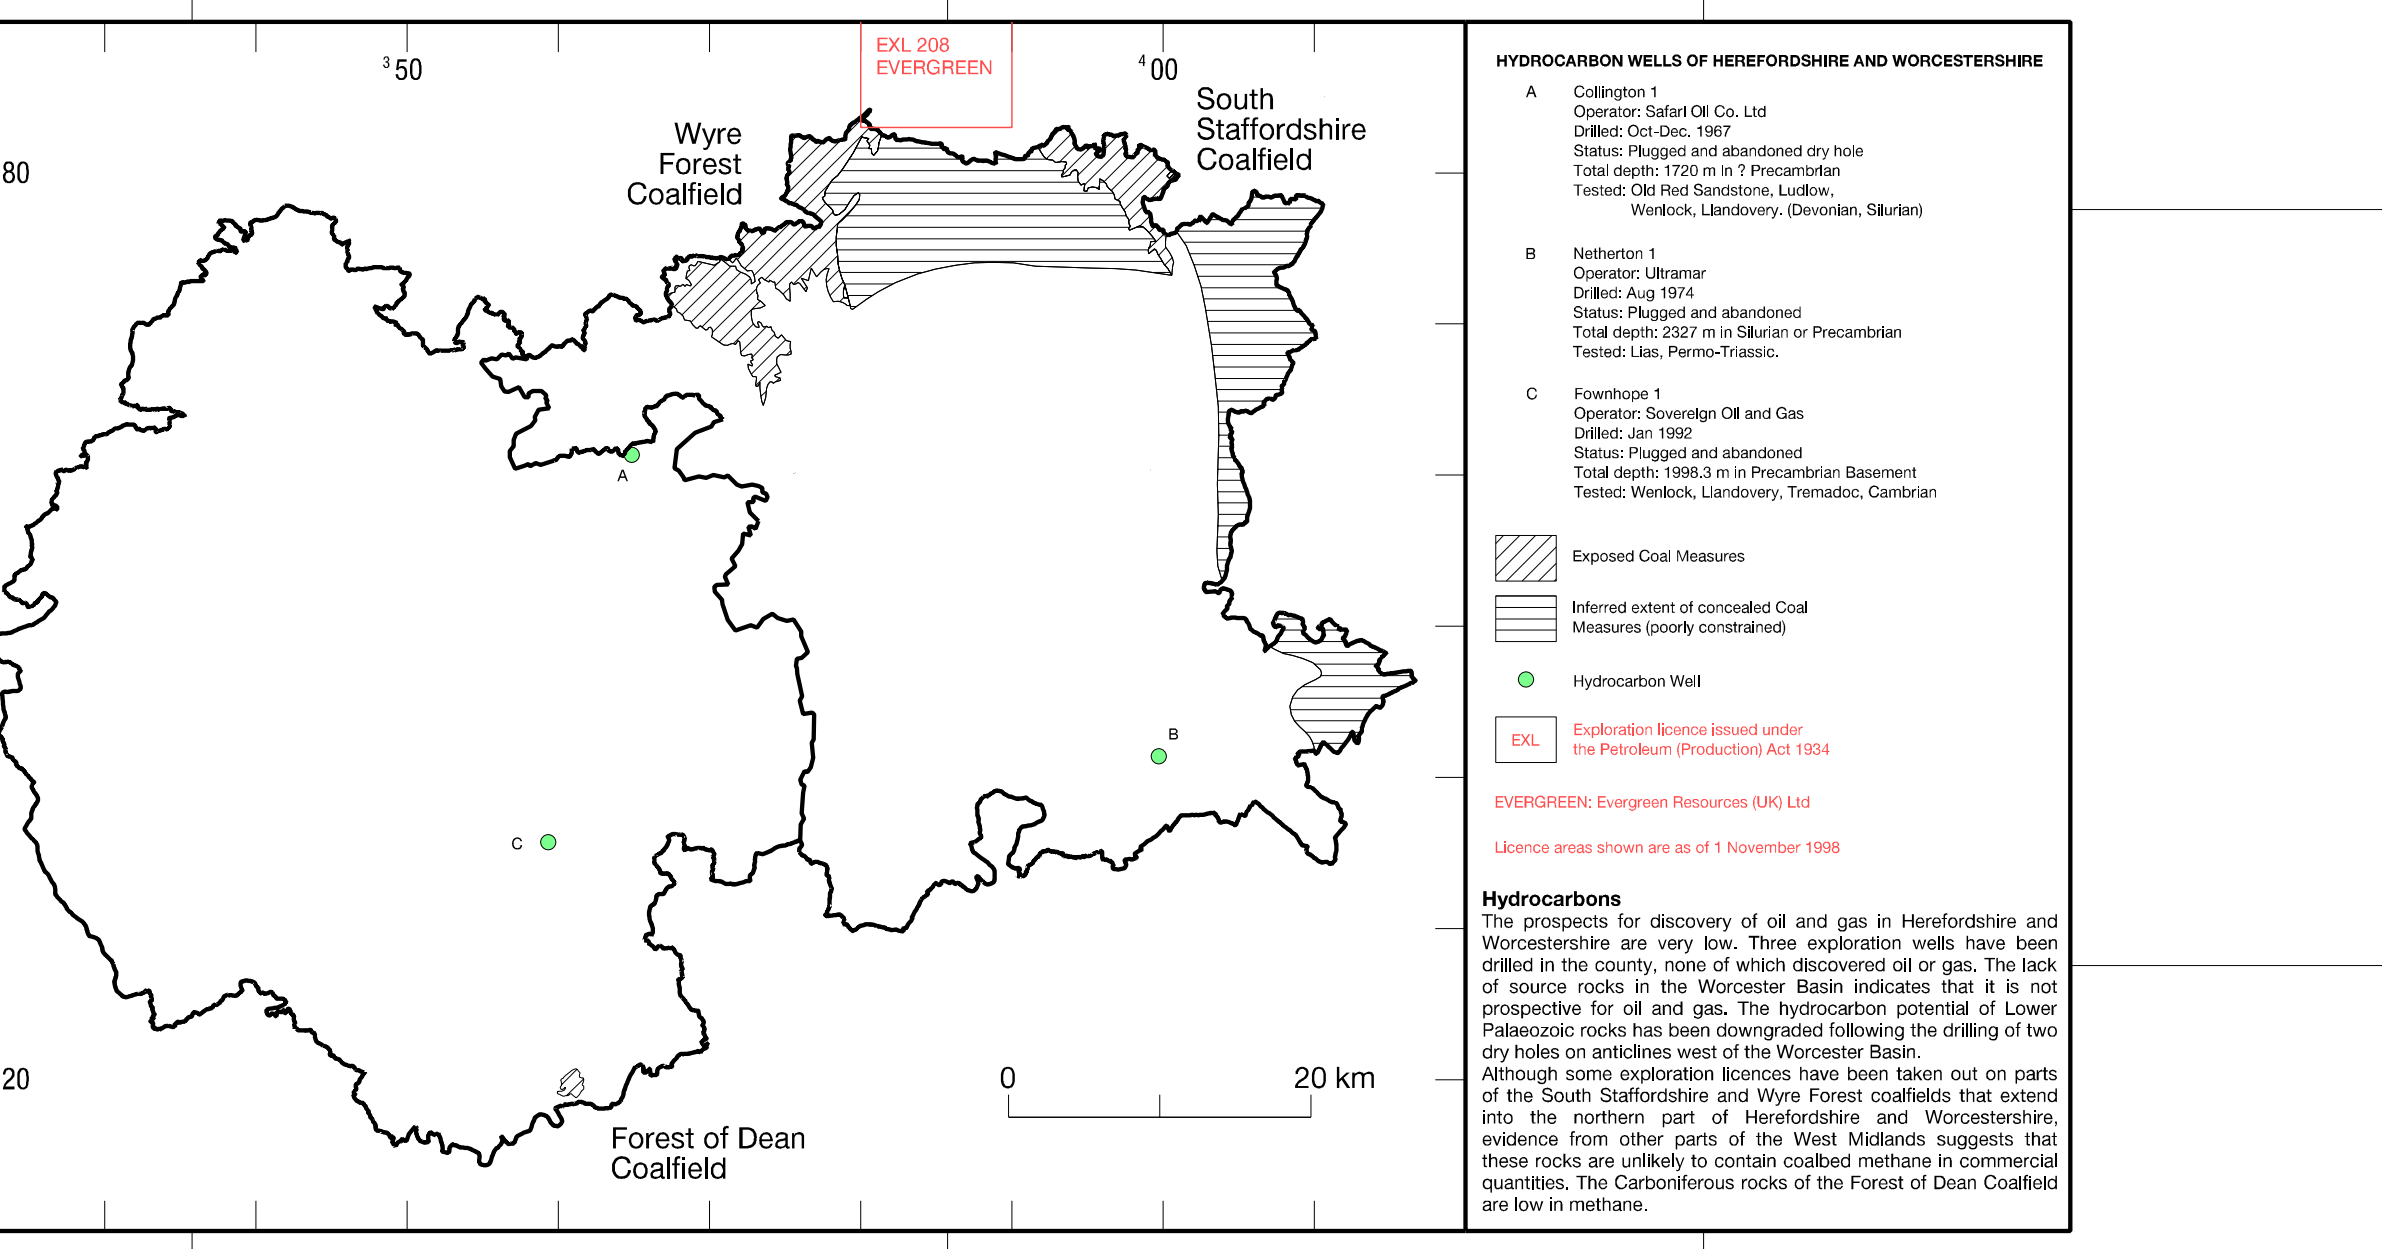 EXL 208
EVERGREEN
3 50
4 00
South
Staffordshire
Coalfield
Wyre
Forest
Coalfield
80
A
B
C
20
0 20 km
Forest of Dean
Coalfield
HYDROCARBON WELLS OF HEREFORDSHIRE AND WORCESTERSHIRE
A Collington 1
Operator: Safari Oil Co. Ltd
Drilled: Oct-Dec. 1967
Status: Plugged and abandoned dry hole
Total depth: 1720 m in ? Precambrian
Tested: Old Red Sandstone, Ludlow,
Wenlock, Llandovery. (Devonian, Silurian)
B Netherton 1
Operator: Ultramar
Drilled: Aug 1974
Status: Plugged and abandoned
Total depth: 2327 m in Silurian or Precambrian
Tested: Lias, Permo-Triassic.
C Fownhope 1
Operator: Sovereign Oil and Gas
Drilled: Jan 1992
Status: Plugged and abandoned
Total depth: 1998.3 m in Precambrian Basement
Tested: Wenlock, Llandovery, Tremadoc, Cambrian
Exposed Coal Measures
Inferred extent of concealed Coal
Measures (poorly constrained)
Hydrocarbon Well
EXL
Exploration licence issued under
the Petroleum (Production) Act 1934
EVERGREEN: Evergreen Resources (UK) Ltd
Licence areas shown are as of 1 November 1998
Hydrocarbons
The prospects for discovery of oil and gas in Herefordshire and
Worcestershire are very low. Three exploration wells have been
drilled in the county, none of which discovered oil or gas. The lack
of source rocks in the Worcester Basin indicates that it is not
prospective for oil and gas. The hydrocarbon potential of Lower
Palaeozoic rocks has been downgraded following the drilling of two
dry holes on anticlines west of the Worcester Basin.
Although some exploration licences have been taken out on parts
of the South Staffordshire and Wyre Forest coalfields that extend
into the northern part of Herefordshire and Worcestershire,
evidence from other parts of the West Midlands suggests that
these rocks are unlikely to contain coalbed methane in commercial
quantities. The Carboniferous rocks of the Forest of Dean Coalfield
are low in methane.